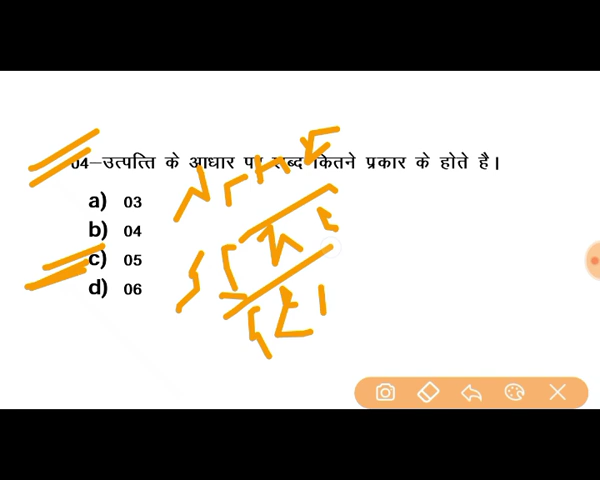 04-उत्पत्ति के आधार पर शब्द कितने प्रकार के होते है।
a) 03
b) 04
c) 05
d) 06